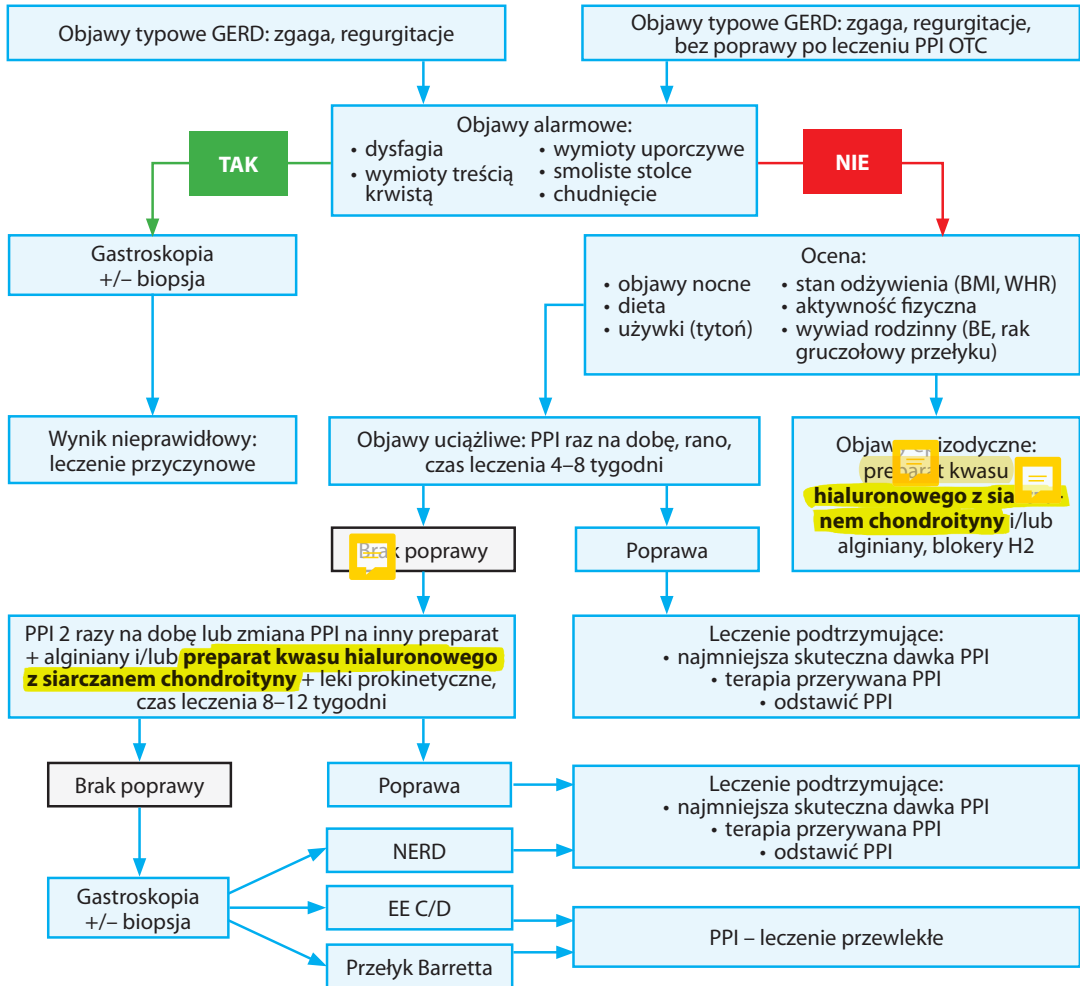 Objawy typowe GERD: zgaga, regurgitacje
Objawy typowe GERD: zgaga, regurgitacje,
bez poprawy po leczeniu PPI OTC
Objawy alarmowe:
• dysfagia
• wymioty treścią
krwistą
• wymioty uporczywe
• smoliste stolce
• chudnięcie
TAK
NIE
Gastroskopia
+/– biopsja
Ocena:
• objawy nocne
• dieta
• używki (tytoń)
• stan odżywienia (BMI, WHR)
• aktywność fizyczna
• wywiad rodzinny (BE, rak
gruczołowy przełyku)
Wynik nieprawidłowy:
leczenie przyczynowe
Objawy uciążliwe: PPI raz na dobę, rano,
czas leczenia 4–8 tygodni
Objawy epizodyczne:
preparat kwasu
hialuronowego z sia-
nem chondroityny i/lub
alginiany, blokery H2
Brak poprawy
Poprawa
PPI 2 razy na dobę lub zmiana PPI na inny preparat
+ alginiany i/lub preparat kwasu hialuronowego
z siarczanem chondroityny + leki prokinetyczne,
czas leczenia 8–12 tygodni
Leczenie podtrzymujące:
• najmniejsza skuteczna dawka PPI
• terapia przerywana PPI
• odstawić PPI
Brak poprawy
Poprawa
Leczenie podtrzymujące:
• najmniejsza skuteczna dawka PPI
• terapia przerywana PPI
• odstawić PPI
NERD
Gastroskopia
+/– biopsja
EE C/D
Przełyk Barretta
PPI – leczenie przewlekłe